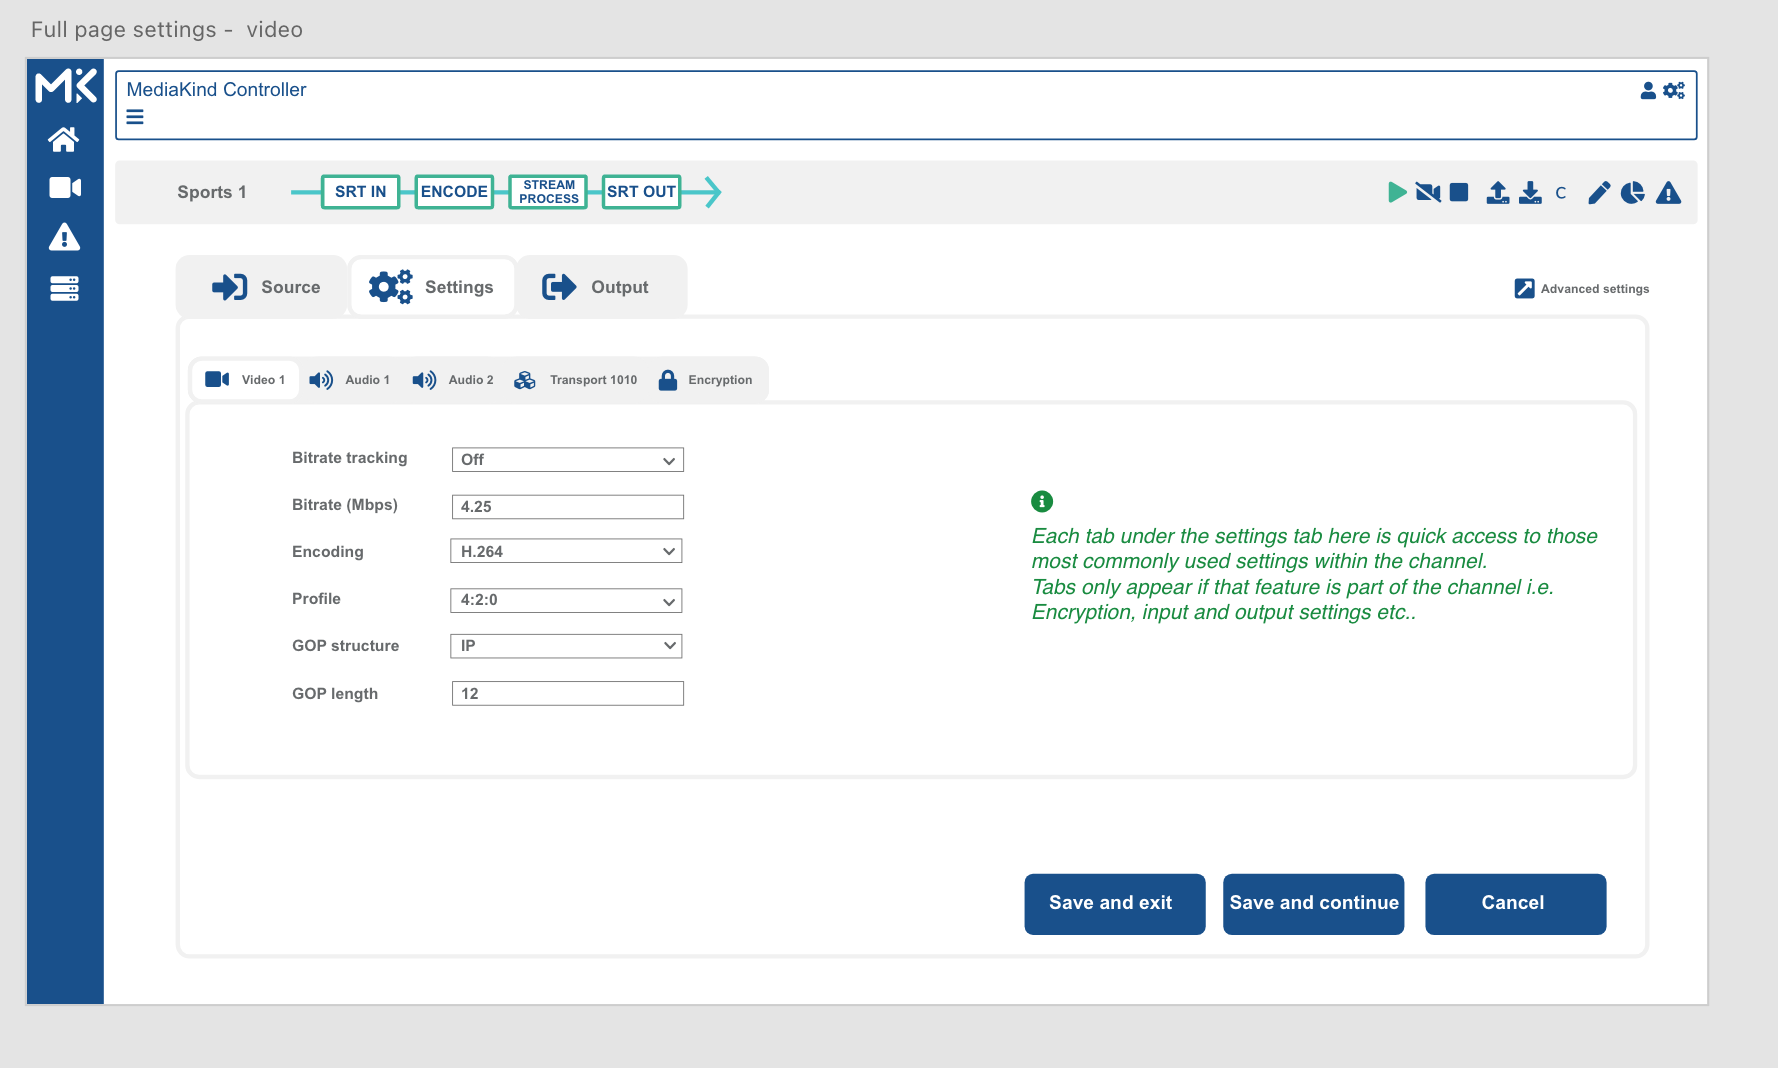 Full page settings - video
MK
MediaKind Controller
Sports 1
SRT IN
ENCODE
STREAM
PROCESS
SRT OUT
C
Source
Settings
Output
Advanced settings
Video 1
Audio 1
Audio 2
Transport 1010
Encryption
Bitrate tracking
Off
Bitrate (Mbps)
4.25
Encoding
H.264
Profile
4:2:0
GOP structure
IP
GOP length
12
Each tab under the settings tab here is quick access to those
most commonly used settings within the channel.
Tabs only appear if that feature is part of the channel i.e.
Encryption, input and output settings etc..
Save and exit
Save and continue
Cancel